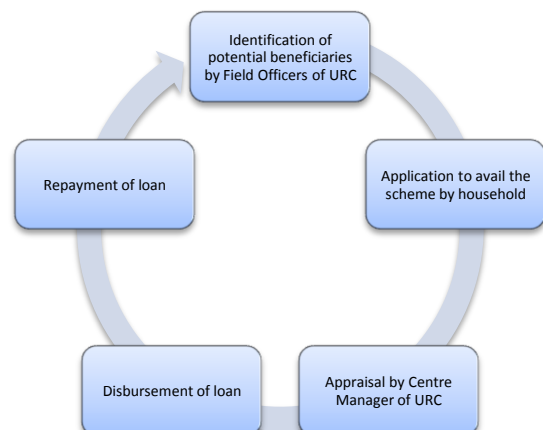 Identification of
potential beneficiaries
by Field Officers of URC
Application to avail the
scheme by household
Appraisal by Centre
Manager of URC
Disbursement of loan
Repayment of loan